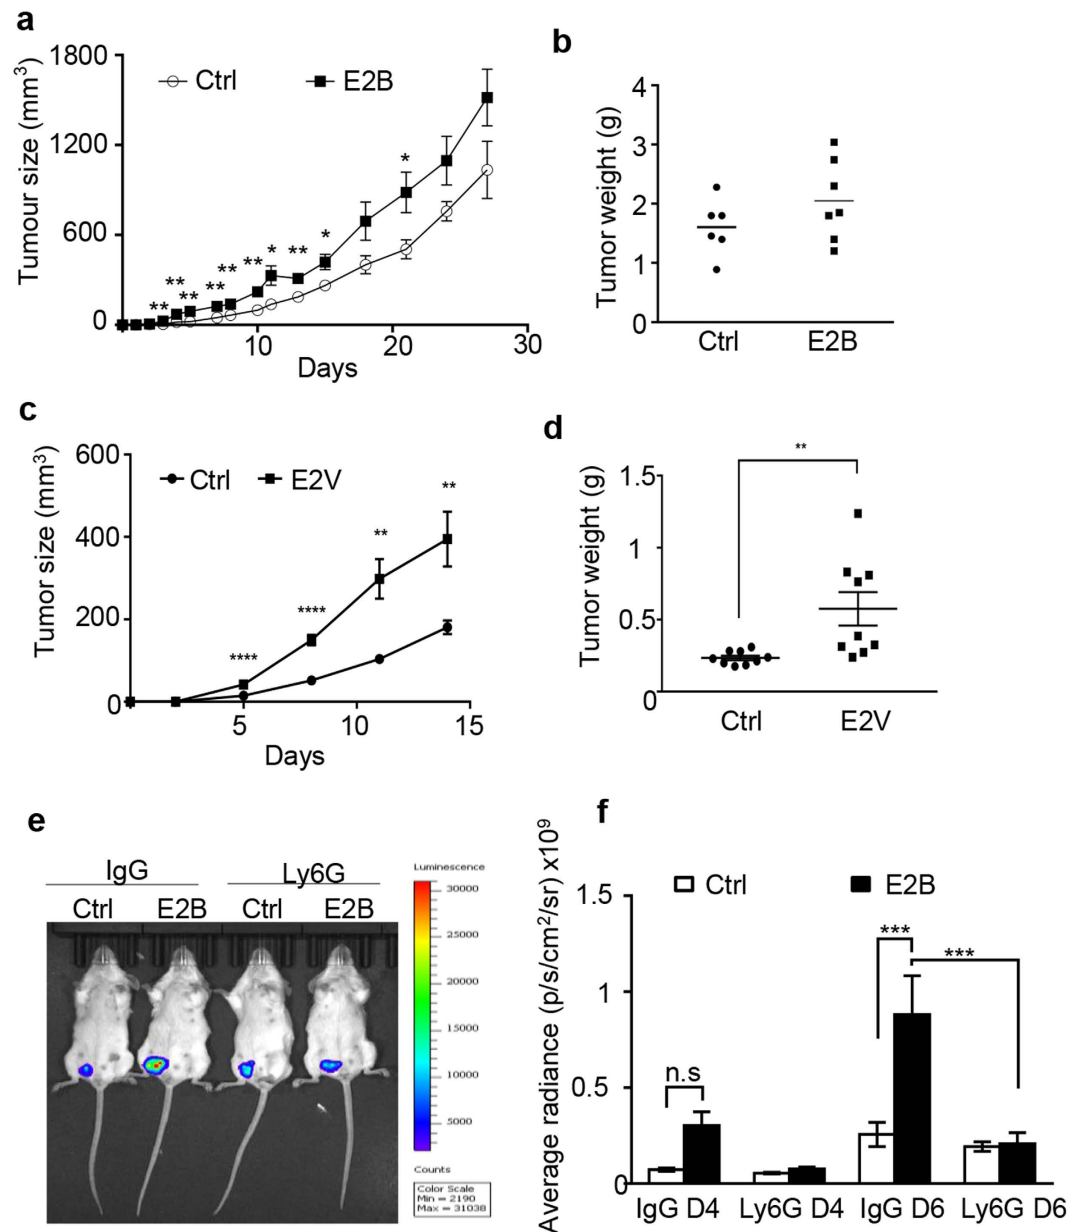 a
Tumour size (mm³)
1800
1200
600
0
Ctrl
E2B
**
**
**
**
**
**
*
**
*
*
10
20
30
Days
b
Tumor weight (g)
4
3
2
1
0
Ctrl
E2B
c
Tumor size (mm³)
600
400
200
0
Ctrl
E2V
****
****
**
**
5
10
15
Days
d
Tumor weight (g)
1.5
1
0.5
0
**
Ctrl
E2V
e
IgG
Ly6G
Ctrl
E2B
Ctrl
E2B
Luminescence
30000
25000
20000
15000
10000
5000
Counts
Color Scale
Min = 2190
Max = 31038
f
Average radiance (p/s/cm²/sr) x10⁹
1.5
1
0.5
0
Ctrl
E2B
n.s
***
***
IgG D4
Ly6G D4
IgG D6
Ly6G D6